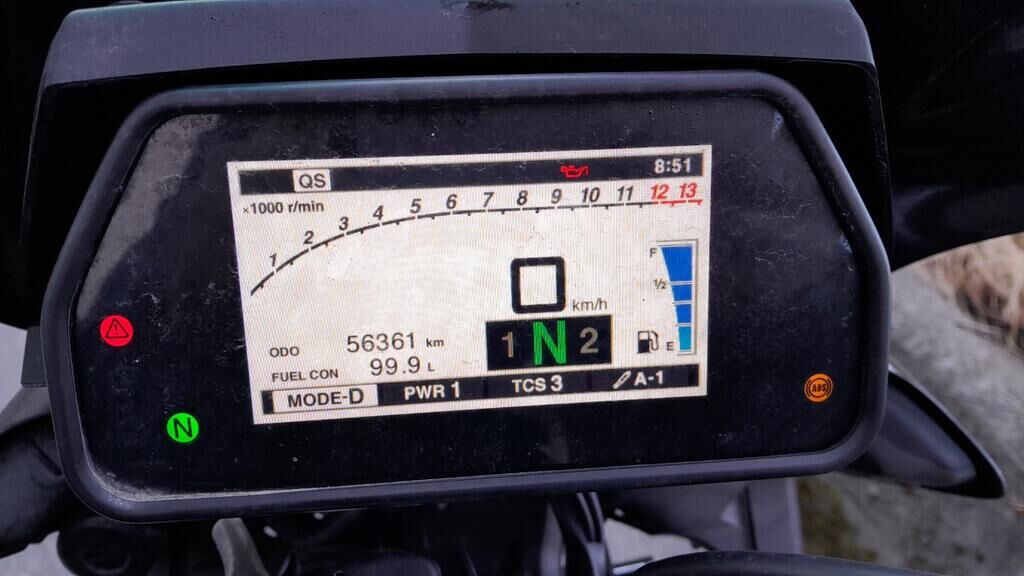 QS 8:51
×1000 r/min
1 2 3 4 5 6 7 8 9 10 11 12 13
F
1/2
0 km/h
ODO 56361 km
1 N 2
E
FUEL CON 99.9 L
MODE-D PWR 1 TCS 3 A-1
ABS
N